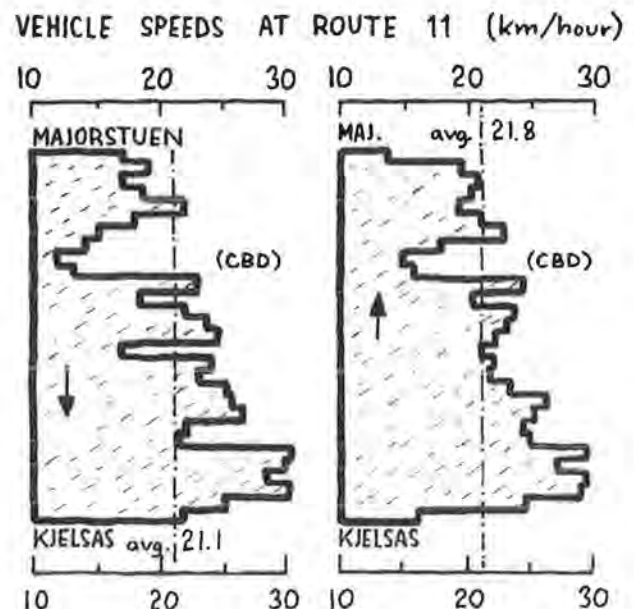 VEHICLE SPEEDS AT ROUTE 11 (km/hour)
10 20 30 10 20 30
MAJORSTUEN MAJ. avg. 21.8
(CBD) (CBD)
KJELSAS avg. 21.1 KJELSAS
10 20 30 10 20 30